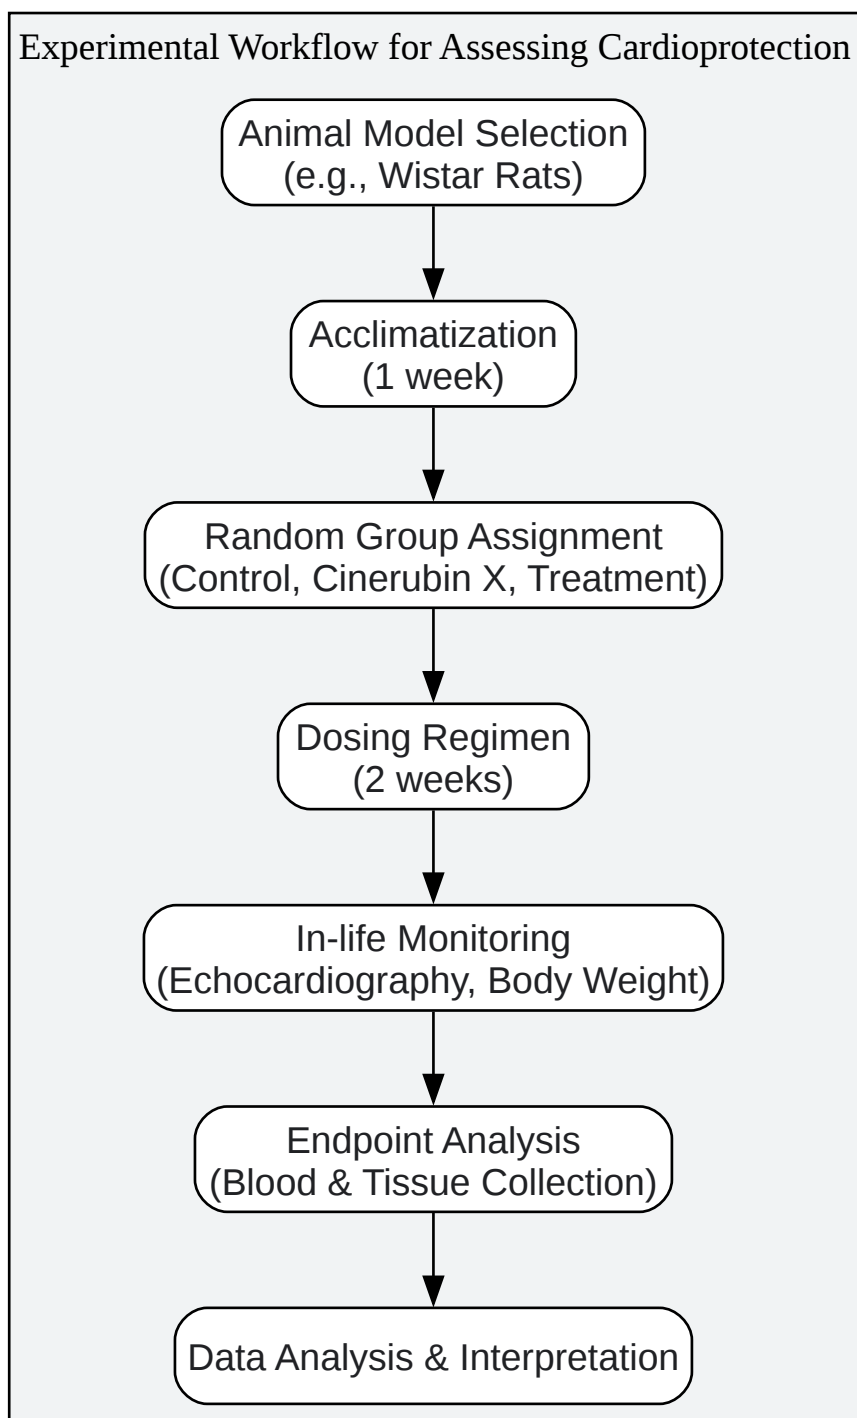 Experimental Workflow for Assessing Cardioprotection
Animal Model Selection
(e.g., Wistar Rats)
Acclimatization
(1 week)
Random Group Assignment
(Control, Cinerubin X, Treatment)
Dosing Regimen
(2 weeks)
In-life Monitoring
(Echocardiography, Body Weight)
Endpoint Analysis
(Blood & Tissue Collection)
Data Analysis & Interpretation